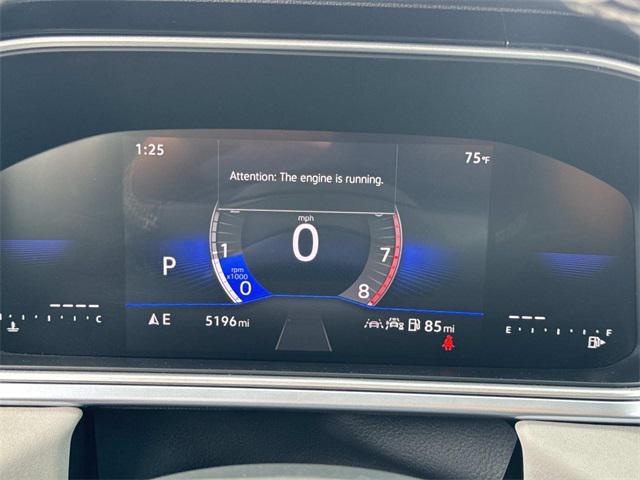 1:25
75°F
Attention: The engine is running.
mph
0
1
7
P
rpm
x1000
0
8
C
E
5196 mi
85 mi
E
F